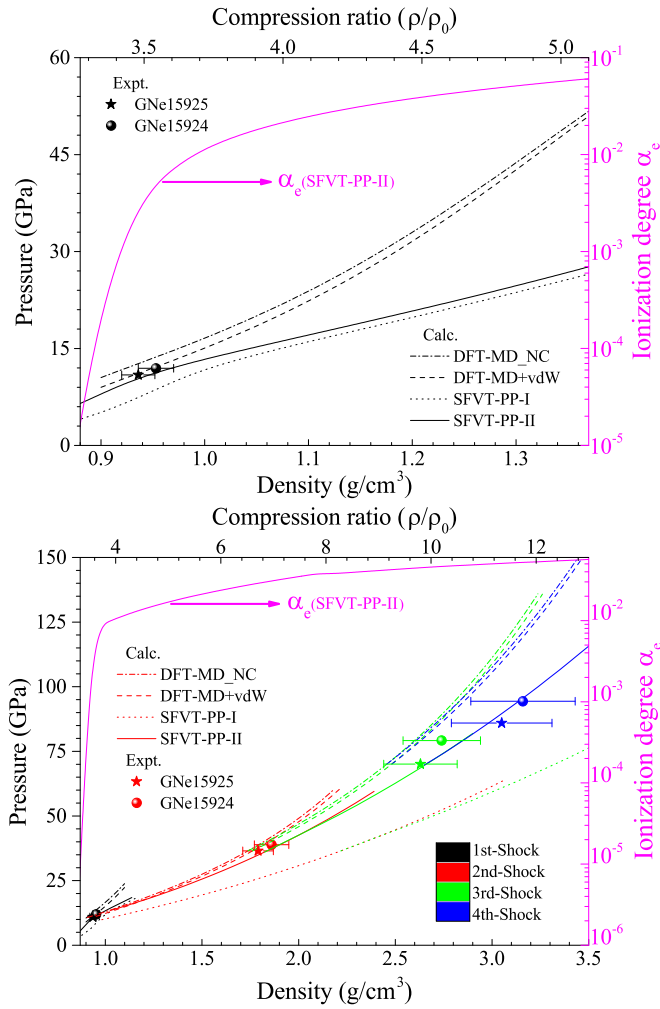 Compression ratio (ρ/ρ0)
3.5 4.0 4.5 5.0
60
45
30
15
0
Pressure (GPa)
Expt.
GNe15925
GNe15924
αe(SFVT-PP-II)
Calc.
DFT-MD_NC
DFT-MD+vdW
SFVT-PP-I
SFVT-PP-II
10-1
10-2
10-3
10-4
10-5
Ionization degree αe
0.9 1.0 1.1 1.2 1.3
Density (g/cm3)
Compression ratio (ρ/ρ0)
4 6 8 10 12
150
125
100
75
50
25
0
Pressure (GPa)
αe(SFVT-PP-II)
Calc.
DFT-MD_NC
DFT-MD+vdW
SFVT-PP-I
SFVT-PP-II
Expt.
GNe15925
GNe15924
1st-Shock
2nd-Shock
3rd-Shock
4th-Shock
10-2
10-3
10-4
10-5
10-6
Ionization degree αe
1.0 1.5 2.0 2.5 3.0 3.5
Density (g/cm3)